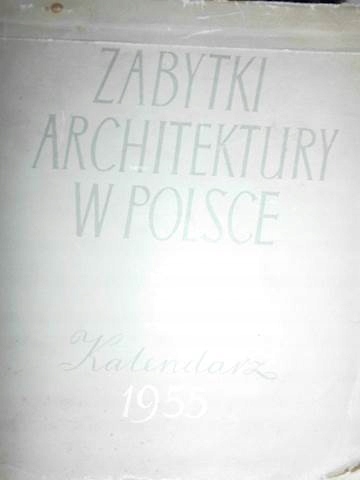 ZABYTKI
ARCHITEKTURY
W POLSCE
Kalendarz
1955